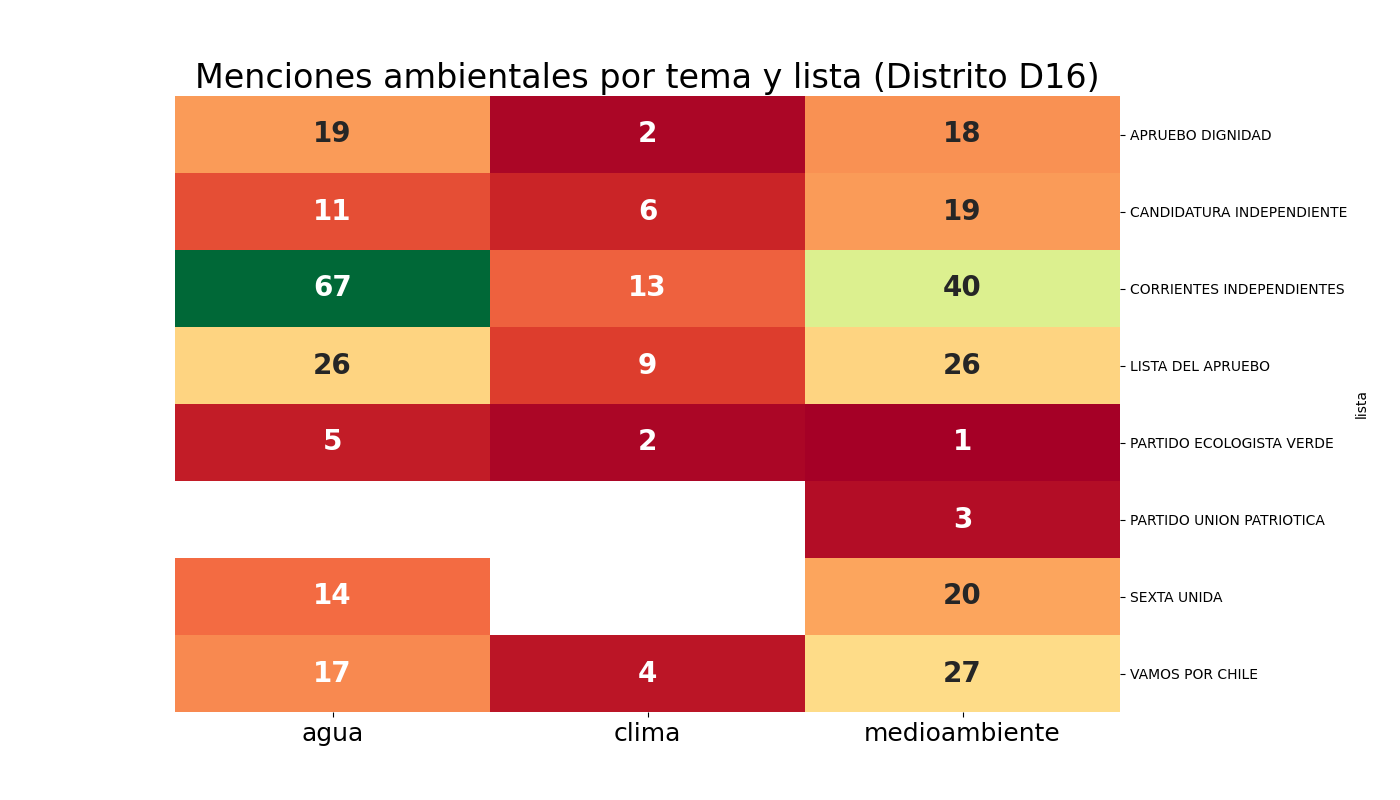 Menciones ambientales por tema y lista (Distrito D16)
19 2 18 APRUEBO DIGNIDAD
11 6 19 CANDIDATURA INDEPENDIENTE
67 13 40 CORRIENTES INDEPENDIENTES
26 9 26 LISTA DEL APRUEBO
lista
5 2 1 PARTIDO ECOLOGISTA VERDE
3 PARTIDO UNION PATRIOTICA
14 20 SEXTA UNIDA
17 4 27 VAMOS POR CHILE
agua clima medioambiente